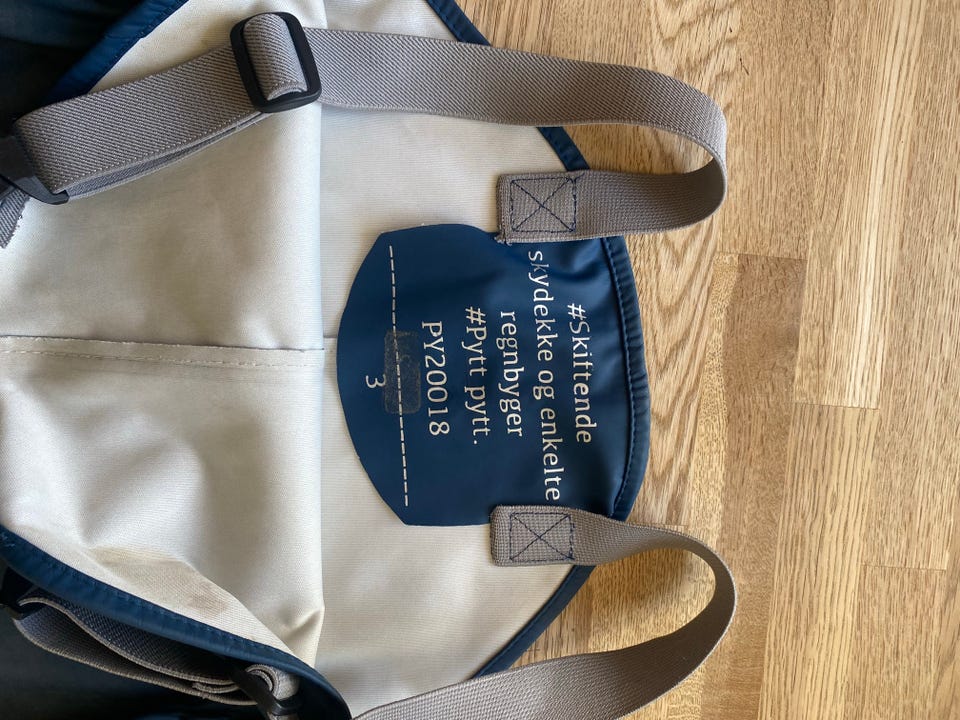 #Skiftende
skydekke og enkelte
regnbyger
#Pytt pytt.
PY20018
3